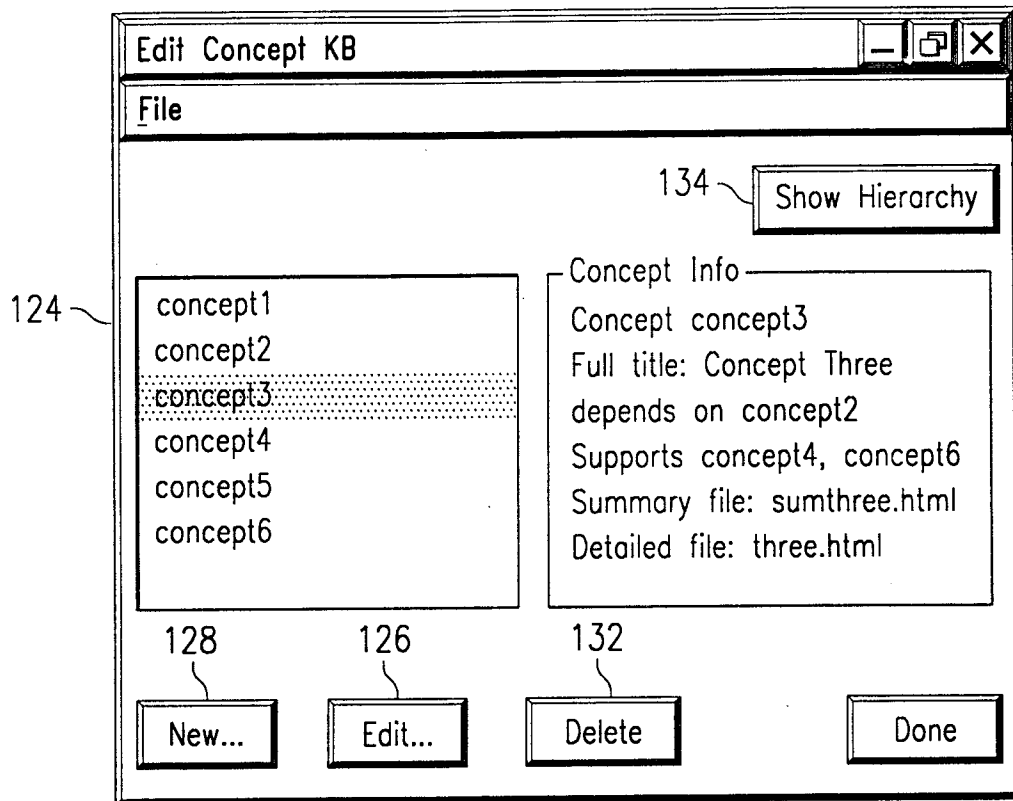 Edit Concept KB
File
134
Show Hierarchy
124
concept1
concept2
concept3
concept4
concept5
concept6
Concept Info
Concept concept3
Full title: Concept Three
depends on concept2
Supports concept4, concept6
Summary file: sumthree.html
Detailed file: three.html
128
126
132
New...
Edit...
Delete
Done